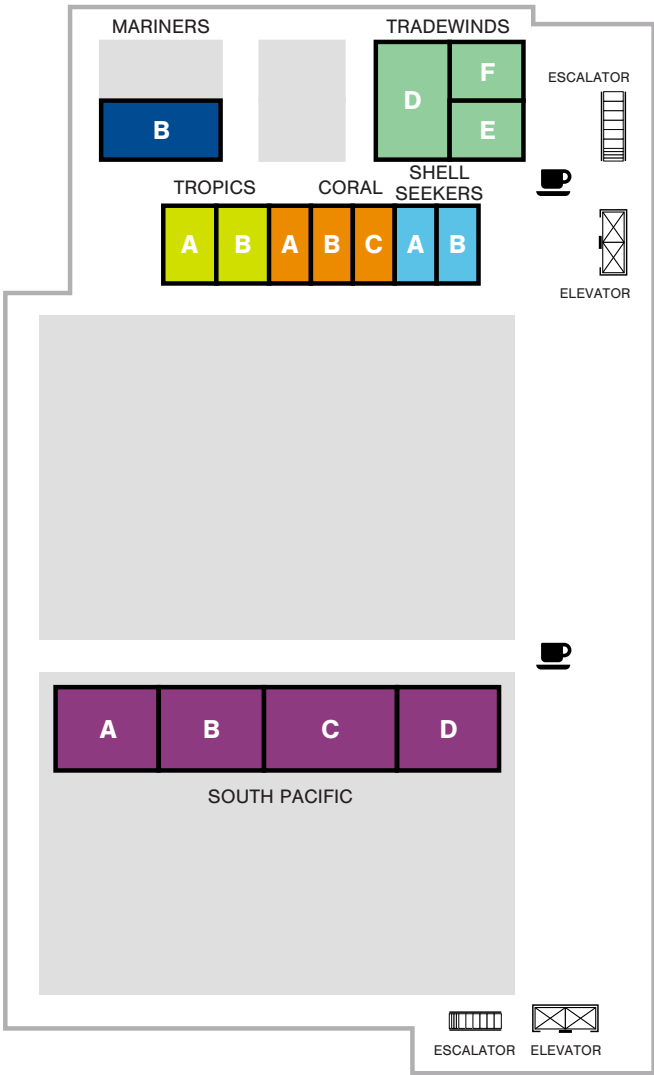 MARINERS
TRADEWINDS
B
D
F
E
ESCALATOR
TROPICS
CORAL
SHELL
SEEKERS
A
B
A
B
C
A
B
ELEVATOR
A
B
C
D
SOUTH PACIFIC
ESCALATOR
ELEVATOR